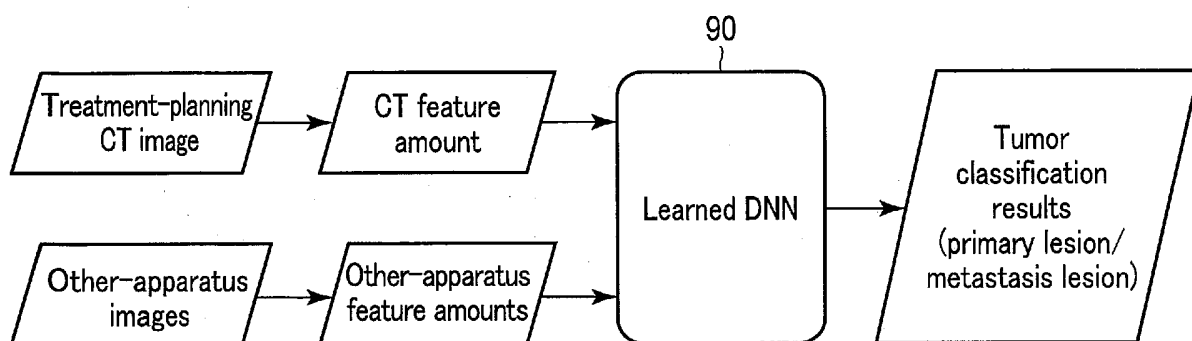 90
Treatment-planning
CT image
CT feature
amount
Learned DNN
Tumor
classification
results
(primary lesion/
metastasis lesion)
Other-apparatus
images
Other-apparatus
feature amounts